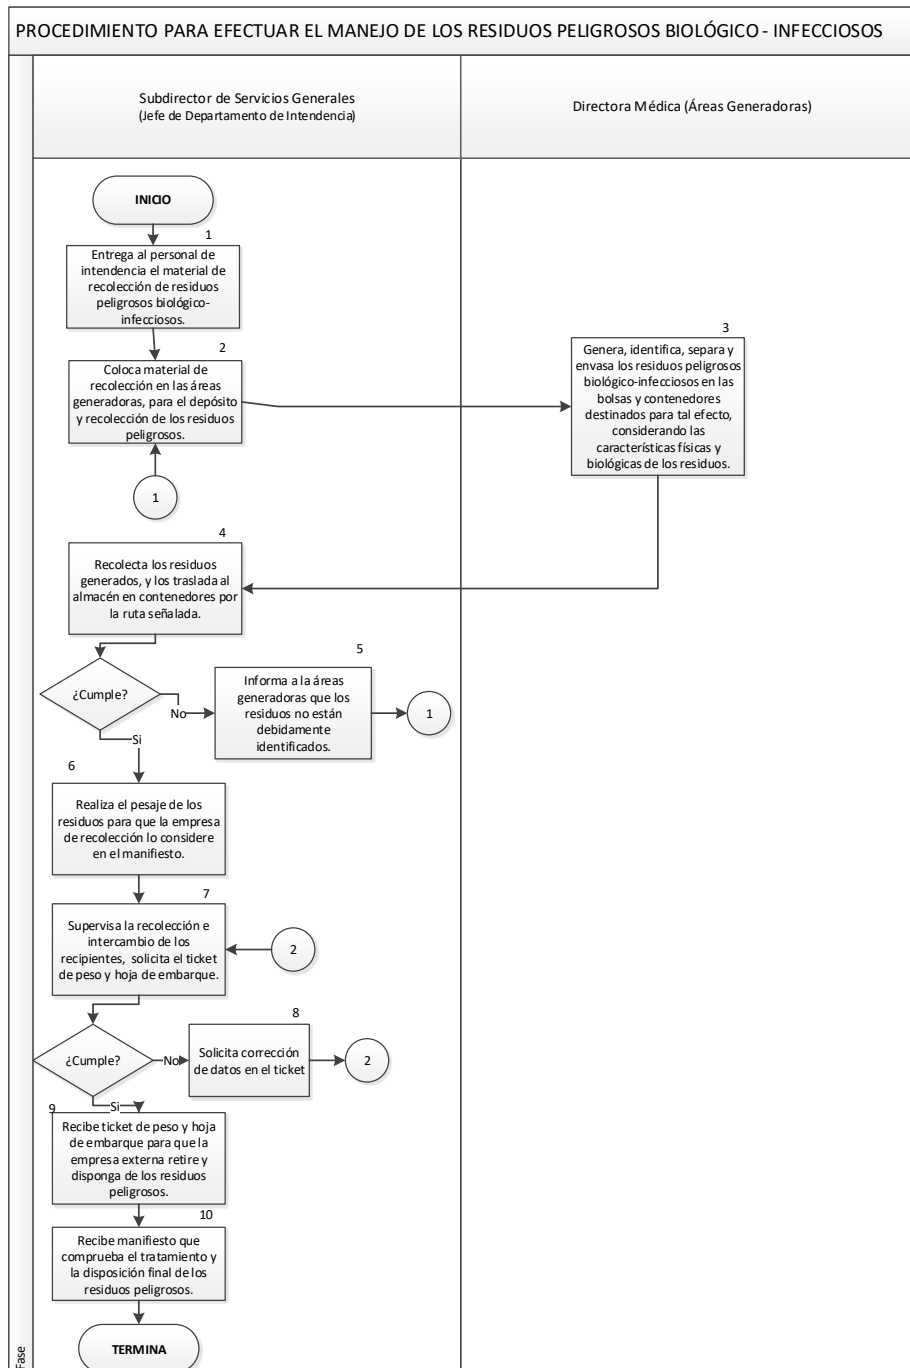 PROCEDIMIENTO PARA EFECTUAR EL MANEJO DE LOS RESIDUOS PELIGROSOS BIOLÓGICO - INFECCIOSOS
Subdirector de Servicios Generales
(Jefe de Departamento de Intendencia)
Directora Médica (Áreas Generadoras)
INICIO
1
Entrega al personal de
intendencia el material de
recolección de residuos
peligrosos biológico-
infecciosos.
2
Coloca material de
recolección en las áreas
generadoras, para el depósito
y recolección de los residuos
peligrosos.
1
3
Genera, identifica, separa y
envasa los residuos peligrosos
biológico-infecciosos en las
bolsas y contenedores
destinados para tal efecto,
considerando las
características físicas y
biológicas de los residuos.
4
Recolecta los residuos
generados, y los traslada al
almacén en contenedores por
la ruta señalada.
¿Cumple?
No
5
Informa a la áreas
generadoras que los
residuos no están
debidamente
identificados.
1
Si
6
Realiza el pesaje de los
residuos para que la empresa
de recolección lo considere
en el manifiesto.
7
Supervisa la recolección e
intercambio de los
recipientes, solicita el ticket
de peso y hoja de embarque.
2
¿Cumple?
No
8
Solicita corrección
de datos en el ticket
2
Si
9
Recibe ticket de peso y hoja
de embarque para que la
empresa externa retire y
disponga de los residuos
peligrosos.
10
Recibe manifiesto que
comprueba el tratamiento y
la disposición final de los
residuos peligrosos.
TERMINA
Fase